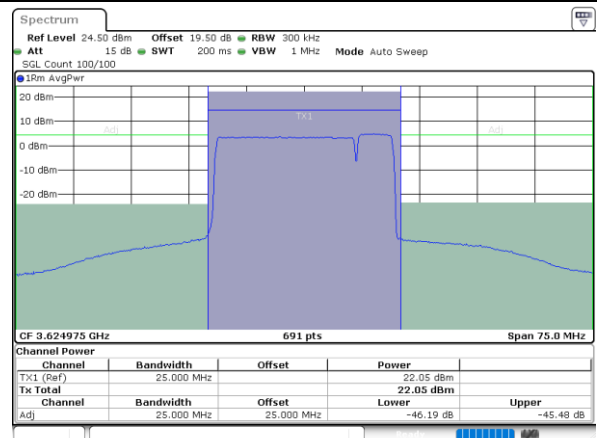 Spectrum
Ref Level 24.50 dBm Offset 19.50 dB RBW 300 kHz
Att 15 dB SWT 200 ms VBW 1 MHz Mode Auto Sweep
SGL Count 100/100
1Rm AvgPwr
20 dBm
TX1
10 dBm
Adj Adj
0 dBm
-10 dBm
-20 dBm
CF 3.624975 GHz 691 pts Span 75.0 MHz
Channel Power
Channel Bandwidth Offset Power
TX1 (Ref) 25.000 MHz 22.05 dBm
Tx Total 22.05 dBm
Channel Bandwidth Offset Lower Upper
Adj 25.000 MHz 25.000 MHz -46.19 dB -45.48 dB
Ready